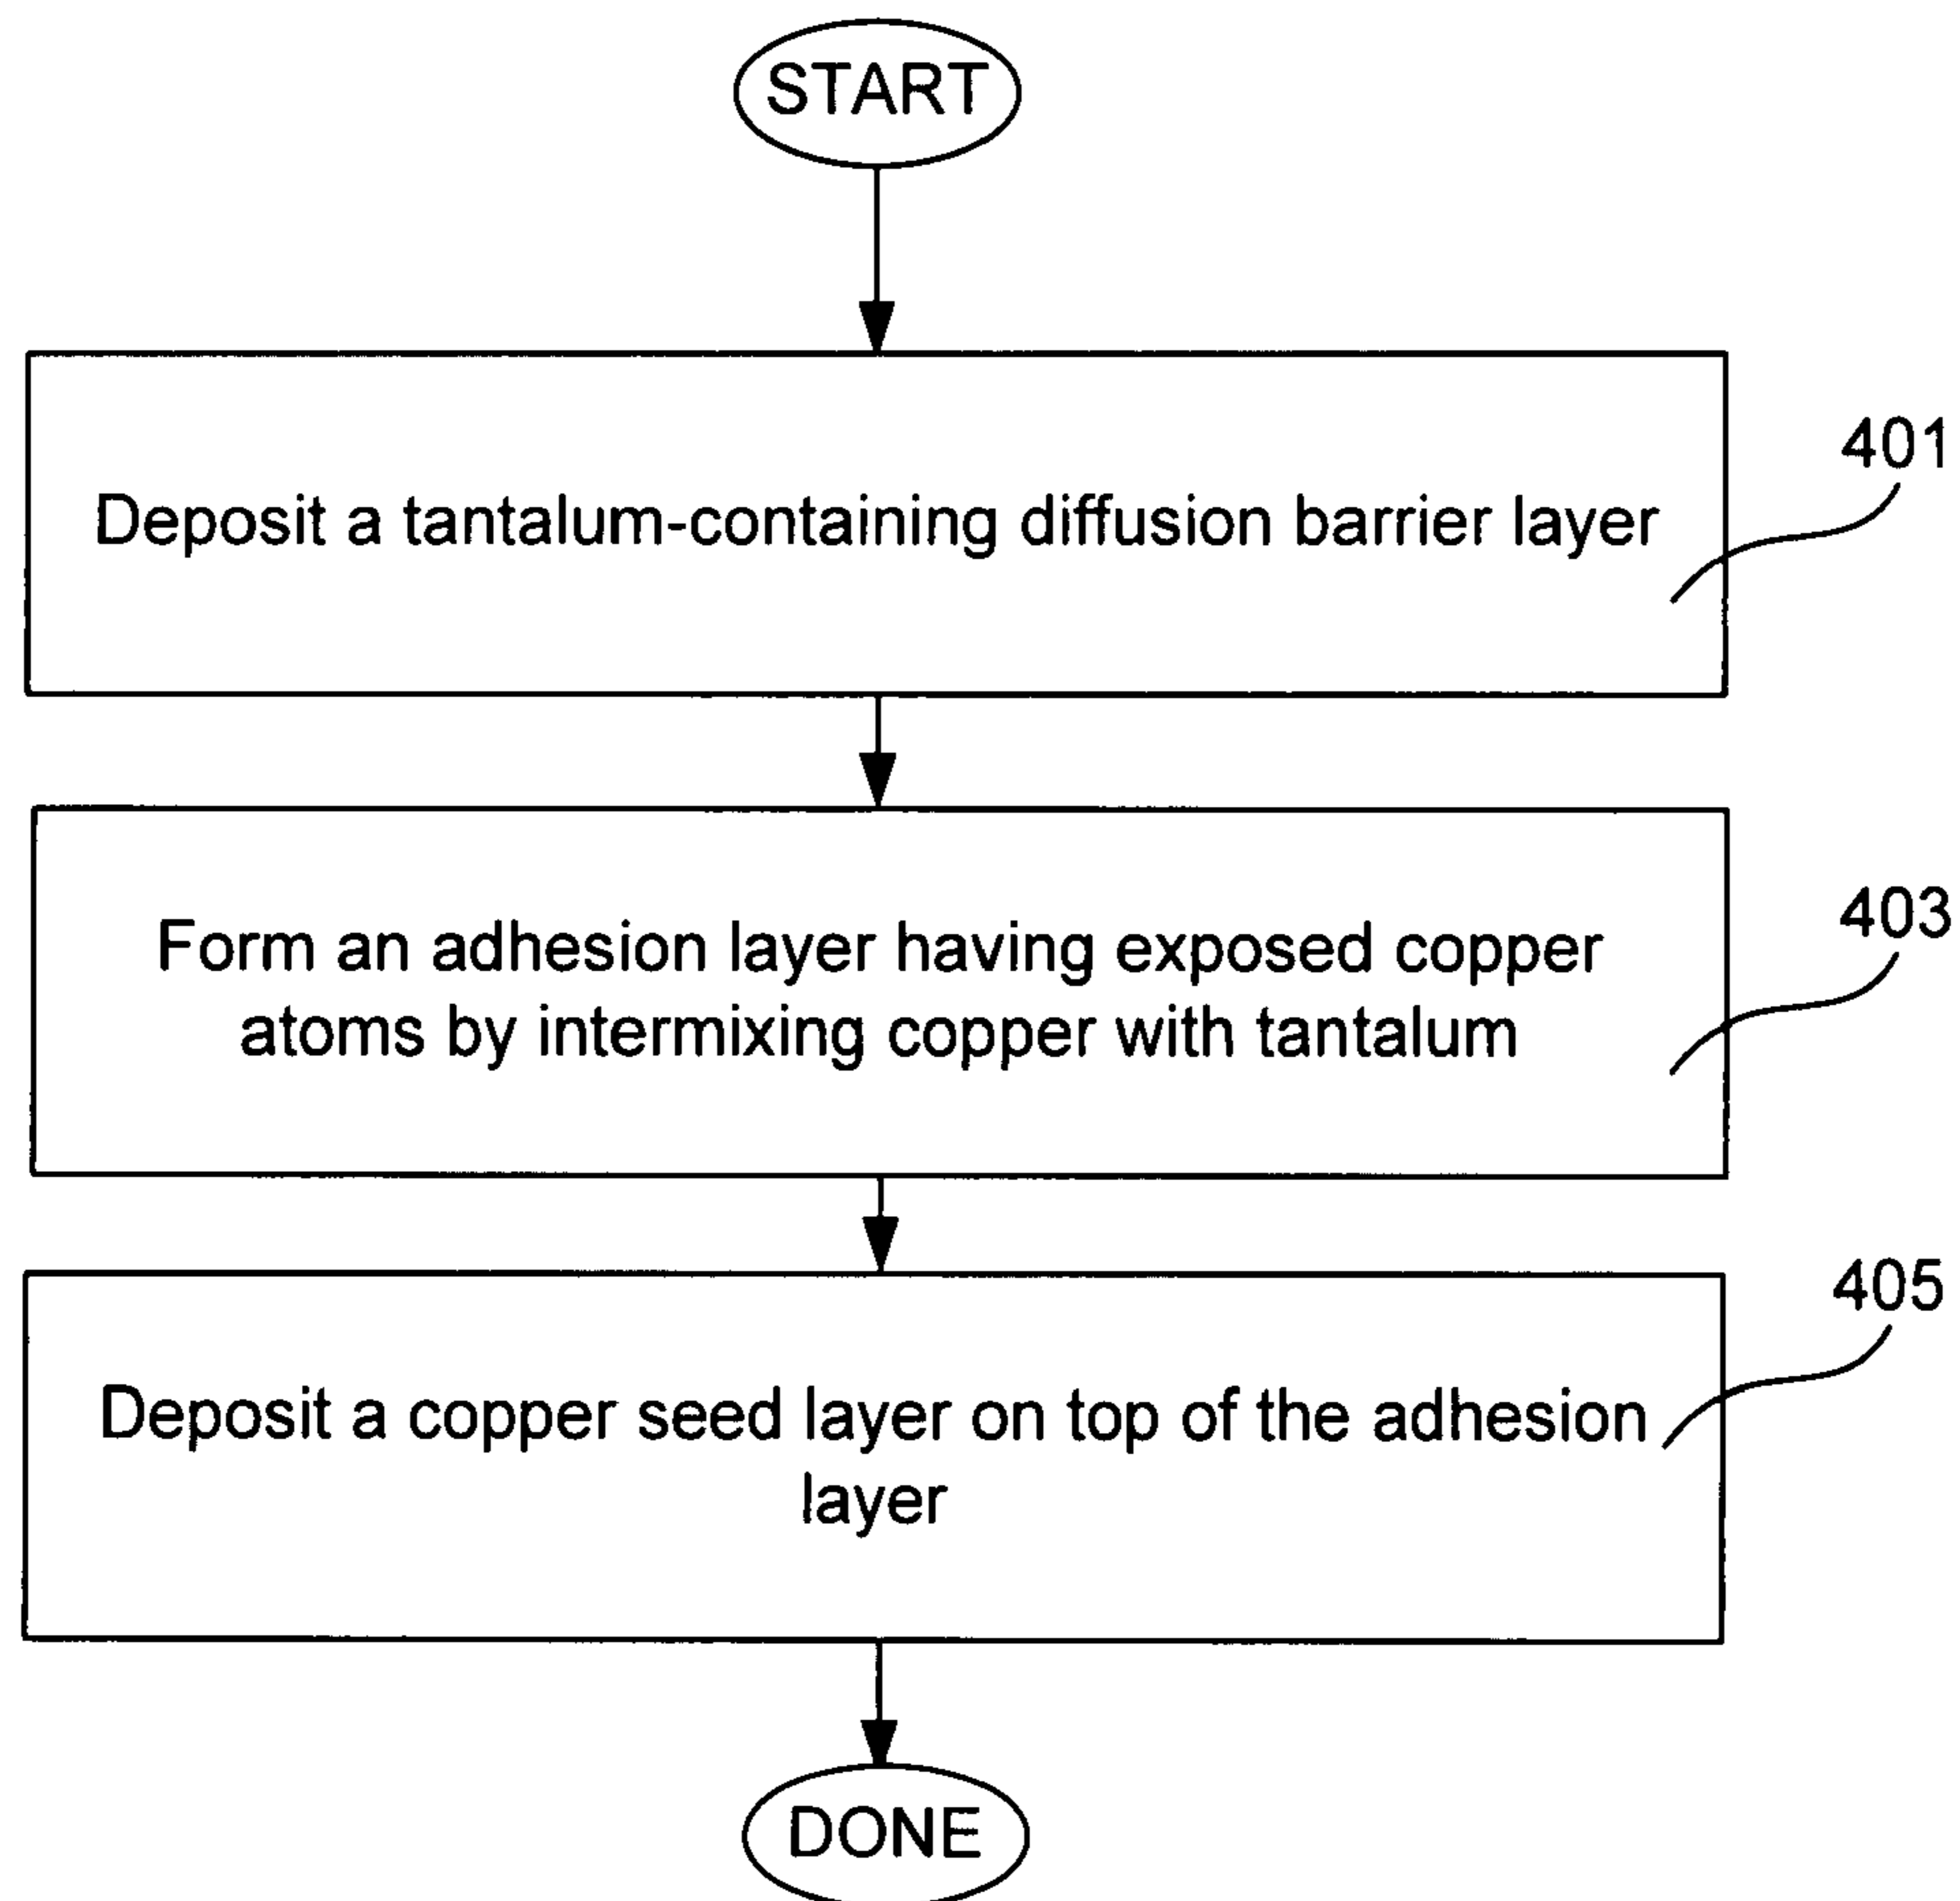 START
Deposit a tantalum-containing diffusion barrier layer
401
Form an adhesion layer having exposed copper
atoms by intermixing copper with tantalum
403
Deposit a copper seed layer on top of the adhesion
layer
405
DONE